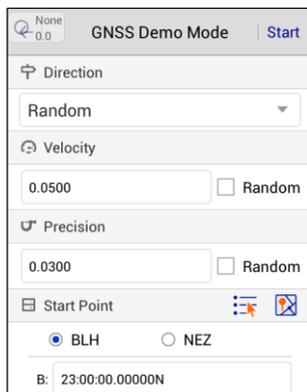 None
0.0
GNSS Demo Mode
Start
Direction
Random
Velocity
0.0500
Random
Precision
0.0300
Random
Start Point
BLH
NEZ
B: 23:00:00.00000N